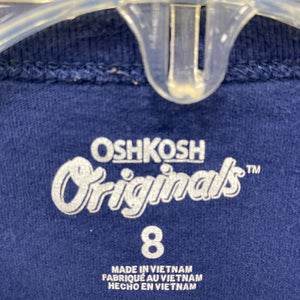 OSHKOSH
Originals™
8
MADE IN VIETNAM
FABRIQUÉ AU VIETNAM
HECHO EN VIETNAM